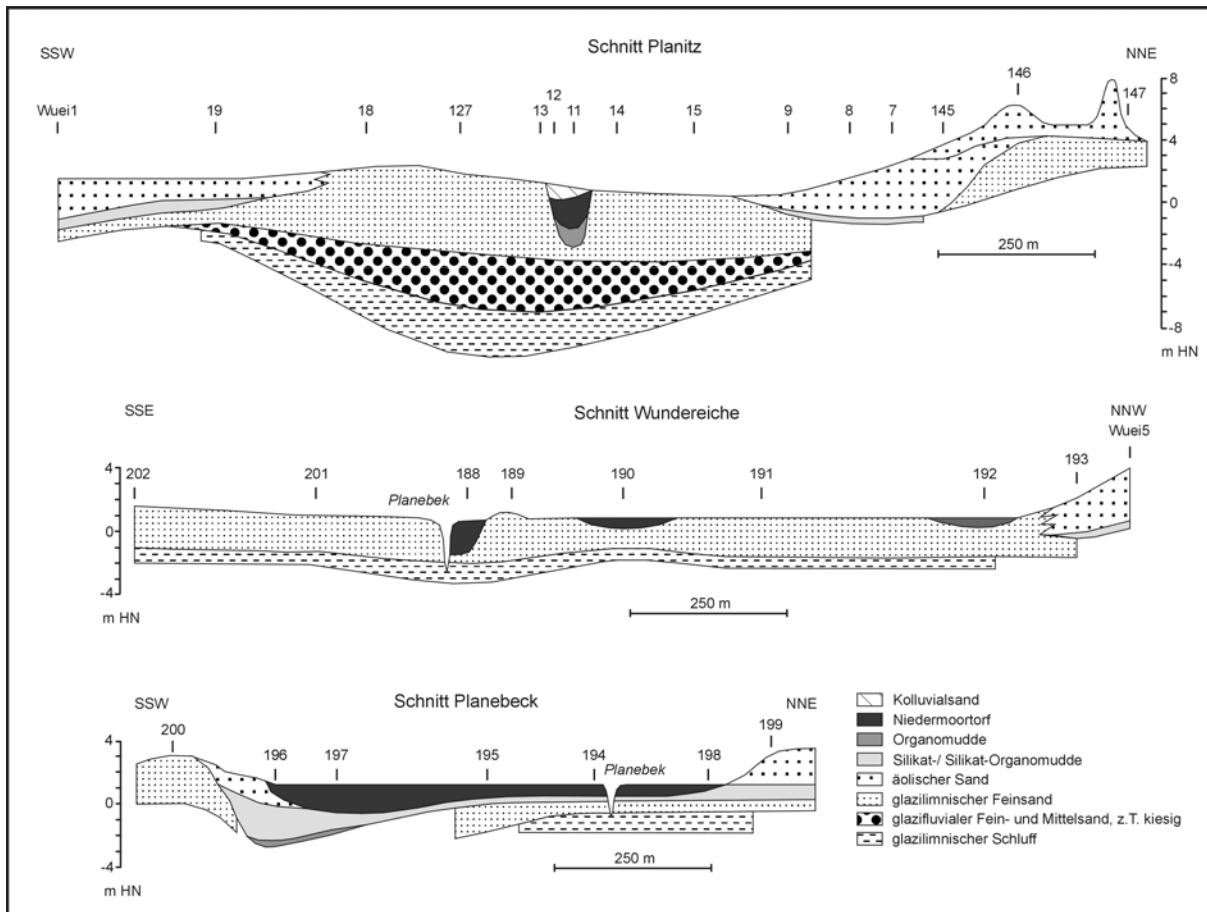 Schnitt Planitz
SSW
NNE
Wuei1 19 18 127 13 12 11 14 15 9 8 7 145 146 147
8
4
0
-4
-8
m HN
250 m
SSE
Schnitt Wundereiche
NNW
Wuei5
202 201 188 189 190 191 192 193
Planebek
4
0
-4
m HN
250 m
SSW
Schnitt Planebeck
NNE
200 196 197 195 194 198 199
Planebek
4
0
-4
m HN
250 m
Kolluvialsand
Niedermoortorf
Organomudde
Silikat-/ Silikat-Organomudde
äolischer Sand
glazilimnischer Feinsand
glazifluvialer Fein- und Mittelsand, z.T. kiesig
glazilimnischer Schluff